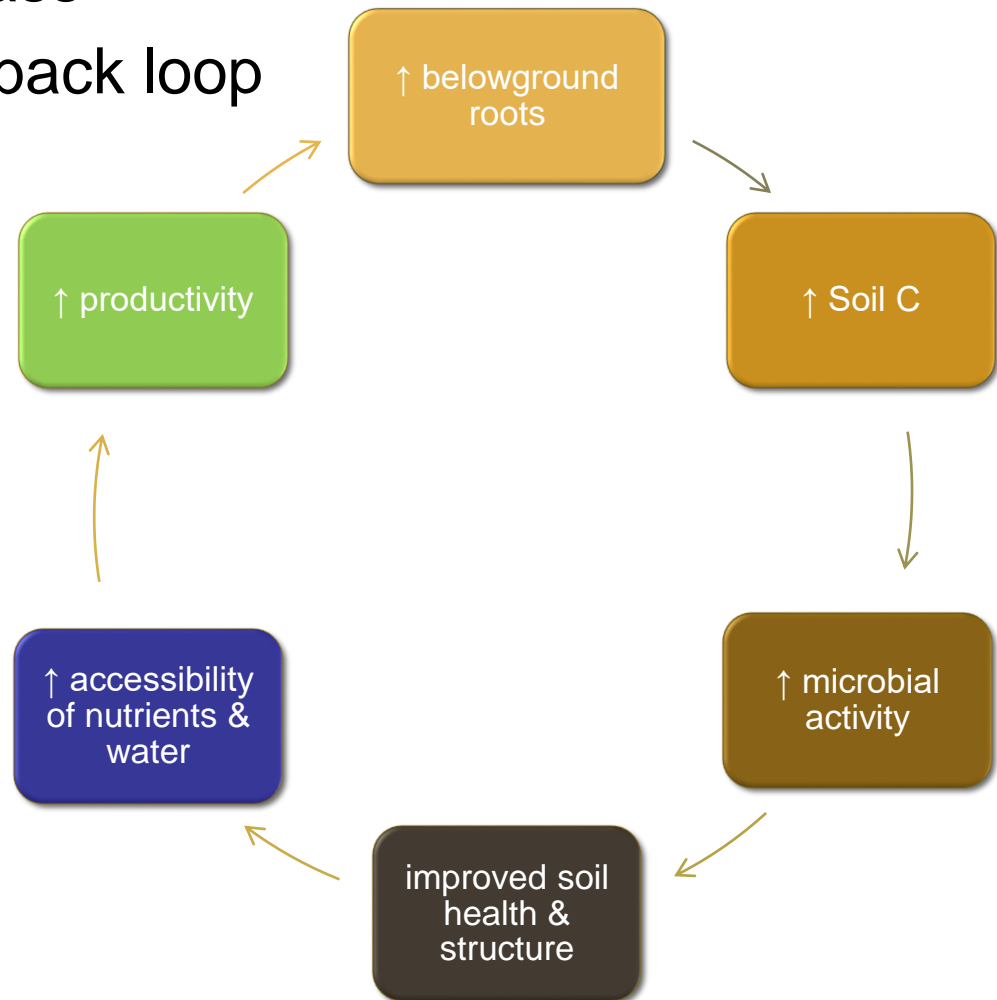 back loop
↑ belowground
roots
↑ Soil C
↑ microbial
activity
improved soil
health &
structure
↑ accessibility
of nutrients &
water
↑ productivity